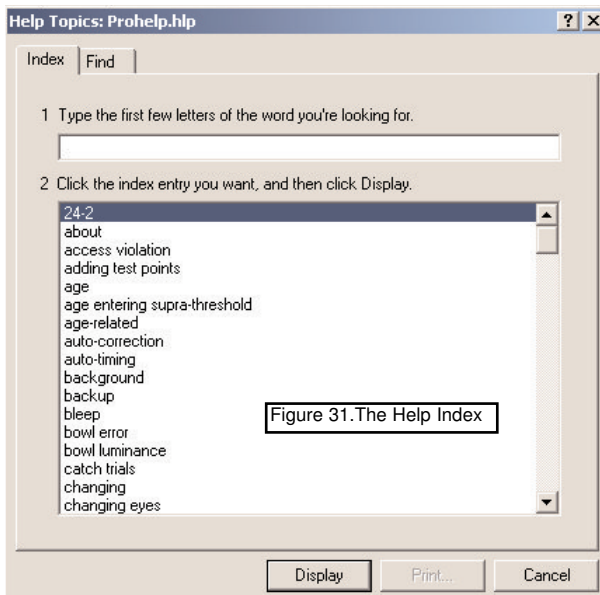 Help Topics: Prohelp.hlp
Index Find
1 Type the first few letters of the word you're looking for.
2 Click the index entry you want, and then click Display.
24-2
about
access violation
adding test points
age
age entering supra-threshold
age-related
auto-correction
auto-timing
background
backup
bleep
bowl error
bowl luminance
catch trials
changing
changing eyes
Figure 31.The Help Index
Display Print... Cancel